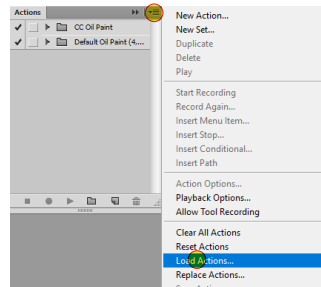 Actions
CC Oil Paint
Default Oil Paint (4,...
New Action...
New Set...
Duplicate
Delete
Play
Start Recording
Record Again...
Insert Menu Item...
Insert Stop...
Insert Conditional...
Insert Path
Action Options...
Playback Options...
Allow Tool Recording
Clear All Actions
Reset Actions
Load Actions...
Replace Actions...